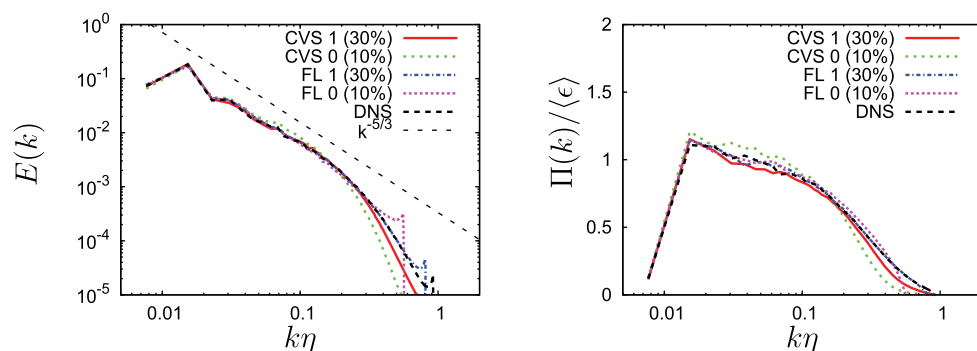 10^0
10^-1
10^-2
10^-3
10^-4
10^-5
E(k)
CVS 1 (30%)
CVS 0 (10%)
FL 1 (30%)
FL 0 (10%)
DNS
k^-5/3
0.01
0.1
1
kη
2
1.5
1
0.5
0
Π(k)/⟨ϵ⟩
CVS 1 (30%)
CVS 0 (10%)
FL 1 (30%)
FL 0 (10%)
DNS
0.01
0.1
1
kη